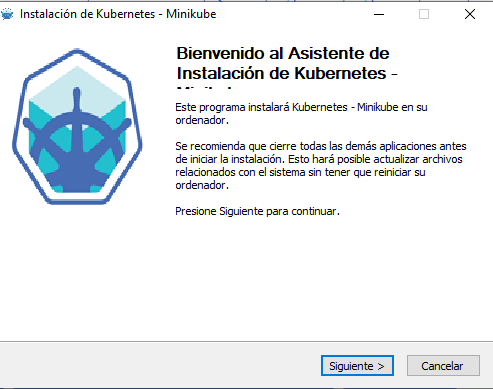 Instalación de Kubernetes - Minikube
Bienvenido al Asistente de
Instalación de Kubernetes -
Este programa instalará Kubernetes - Minikube en su
ordenador.
Se recomienda que cierre todas las demás aplicaciones antes
de iniciar la instalación. Esto hará posible actualizar archivos
relacionados con el sistema sin tener que reiniciar su
ordenador.
Presione Siguiente para continuar.
Siguiente >
Cancelar